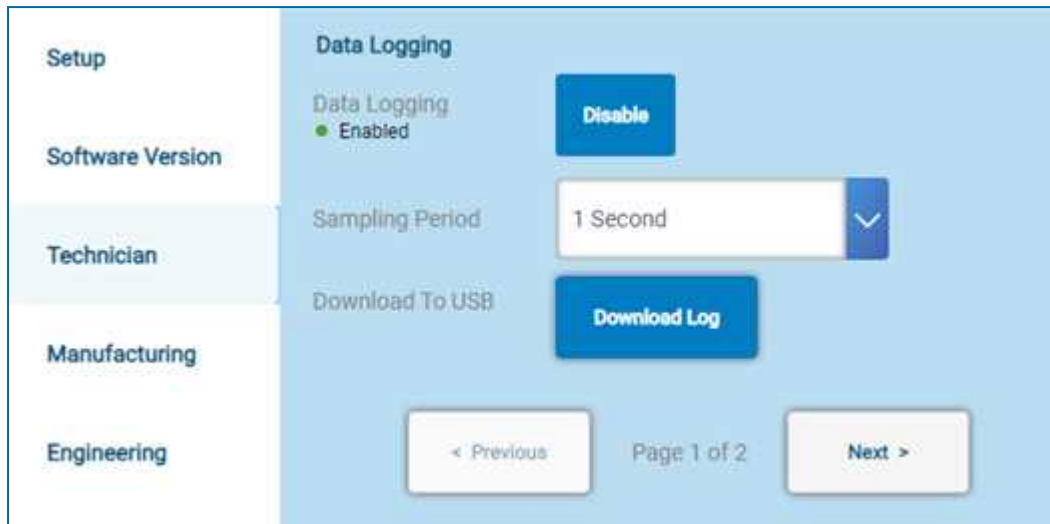 Setup
Software Version
Technician
Manufacturing
Engineering
Data Logging
Data Logging
Enabled
Disable
Sampling Period
1 Second
Download To USB
Download Log
< Previous
Page 1 of 2
Next >